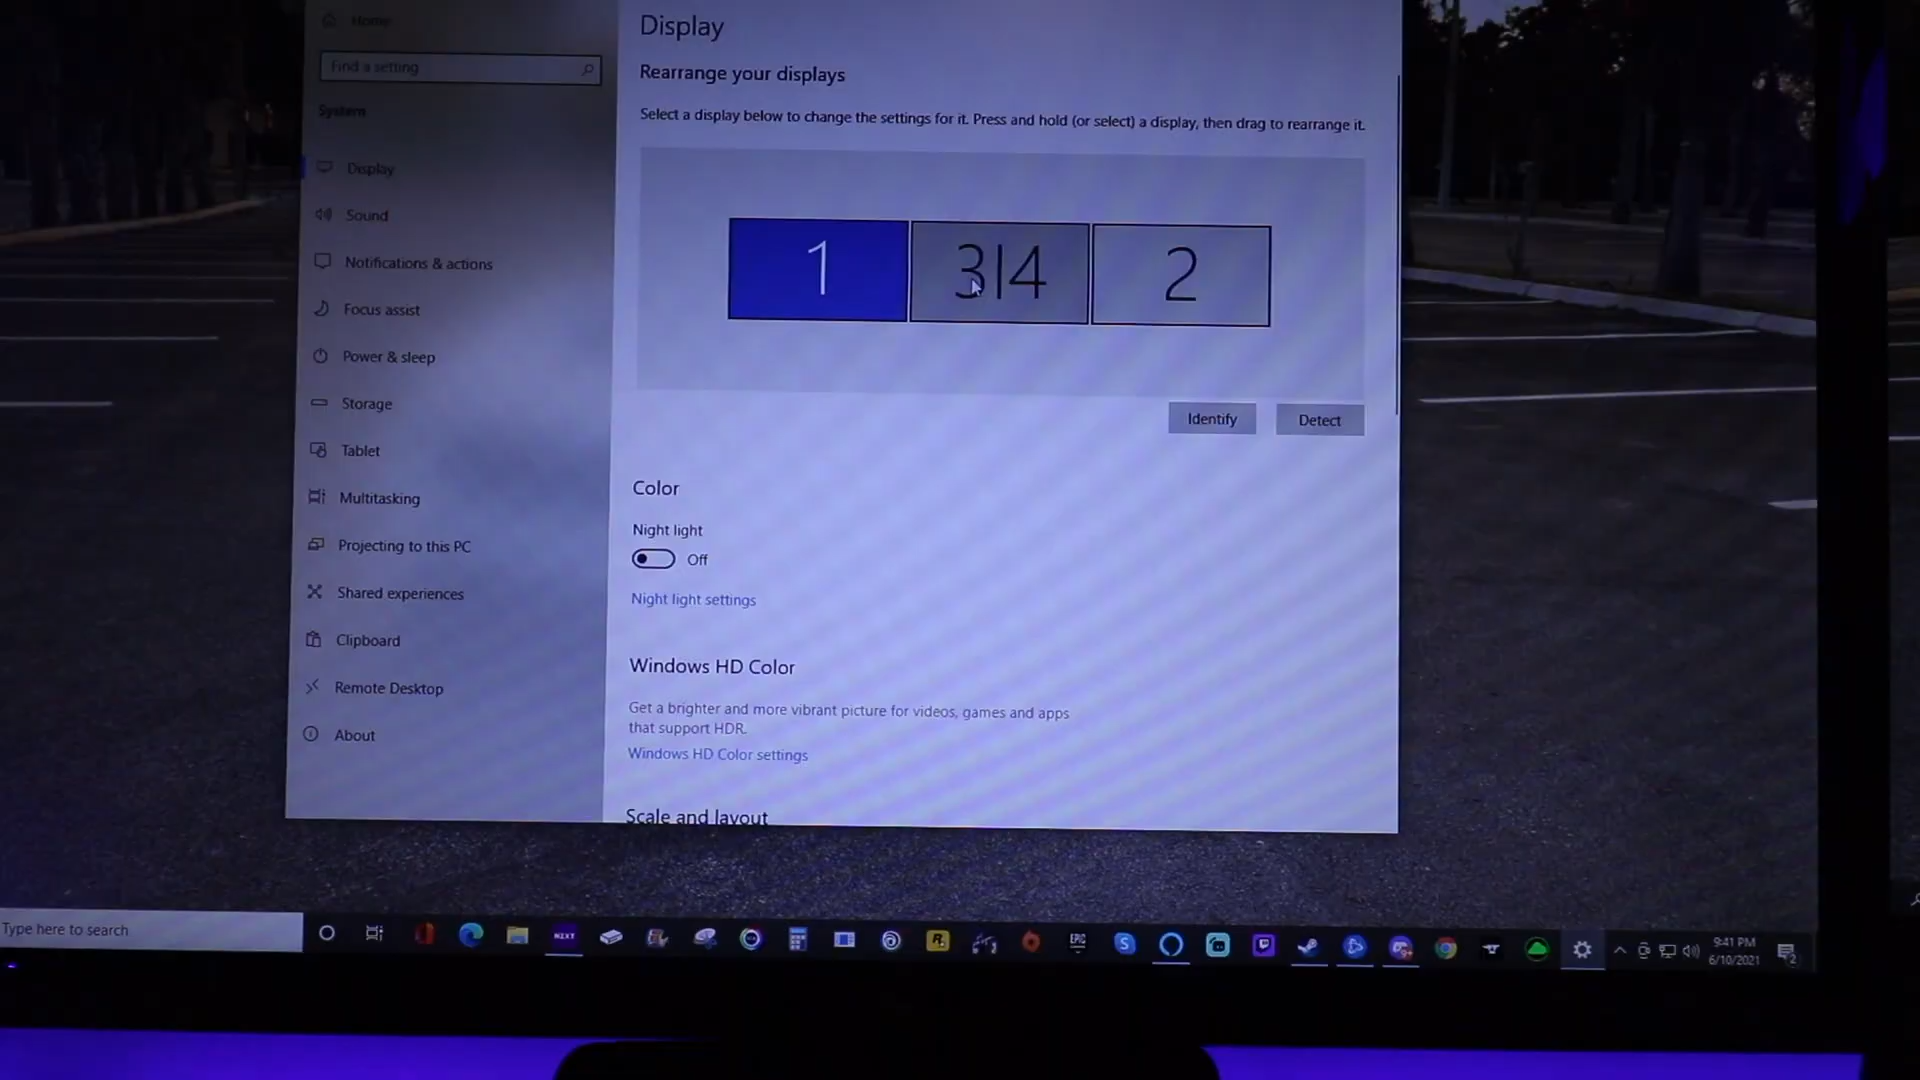 Home
Find a setting
System
Display
Sound
Notifications & actions
Focus assist
Power & sleep
Storage
Tablet
Multitasking
Projecting to this PC
Shared experiences
Clipboard
Remote Desktop
About
Display
Rearrange your displays
Select a display below to change the settings for it. Press and hold (or select) a display, then drag to rearrange it.
1
3|4
2
Identify
Detect
Color
Night light
Off
Night light settings
Windows HD Color
Get a brighter and more vibrant picture for videos, games and apps
that support HDR.
Windows HD Color settings
Scale and layout
Type here to search
NZXT
EPIC
9:41 PM
6/10/2021
2